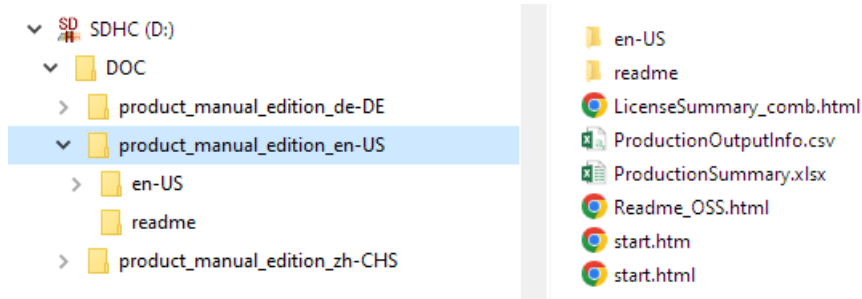 SDHC (D:)
DOC
product_manual_edition_de-DE
product_manual_edition_en-US
en-US
readme
product_manual_edition_zh-CHS
en-US
readme
LicenseSummary_comb.html
ProductionOutputInfo.csv
ProductionSummary.xlsx
Readme_OSS.html
start.htm
start.html